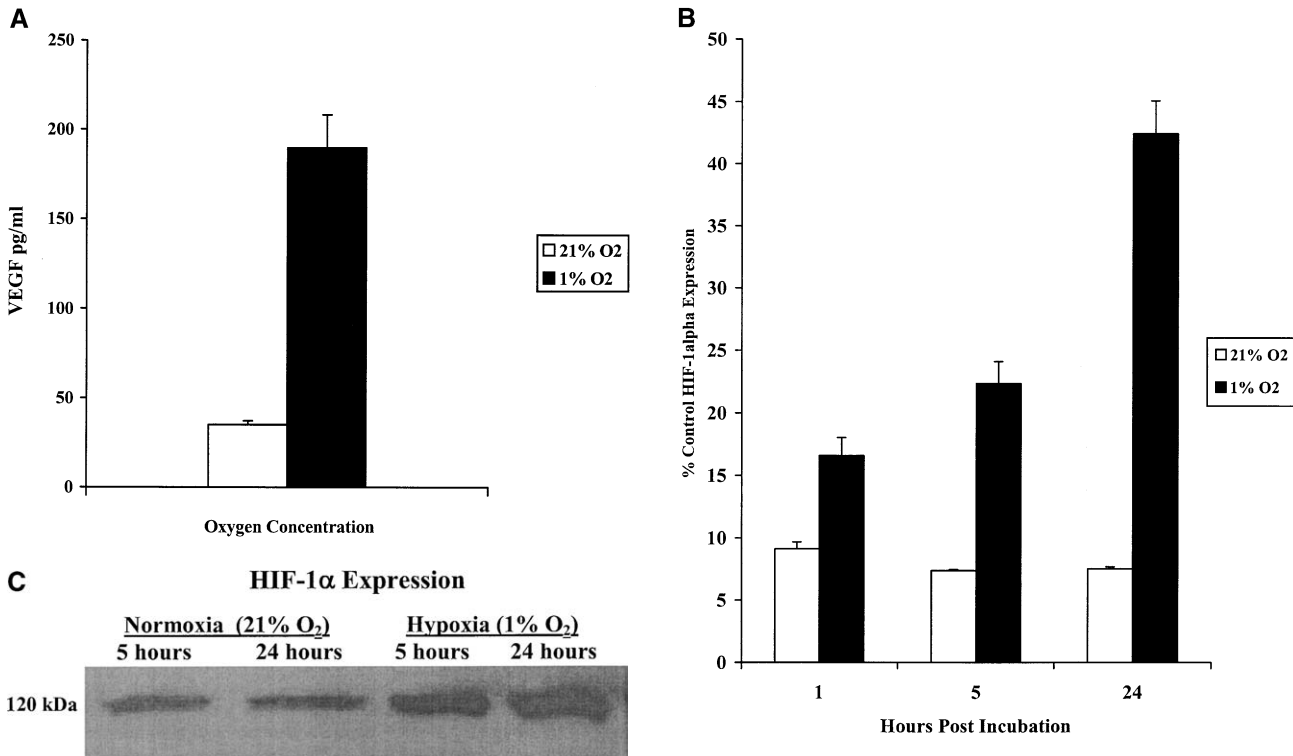 A
250
200
150
100
50
0
VEGF pg/ml
Oxygen Concentration
21% O2
1% O2
B
50
45
40
35
30
25
20
15
10
5
0
% Control HIF-1alpha Expression
1 5 24
Hours Post Incubation
21% O2
1% O2
C
HIF-1α Expression
Normoxia (21% O₂) Hypoxia (1% O₂)
5 hours 24 hours 5 hours 24 hours
120 kDa